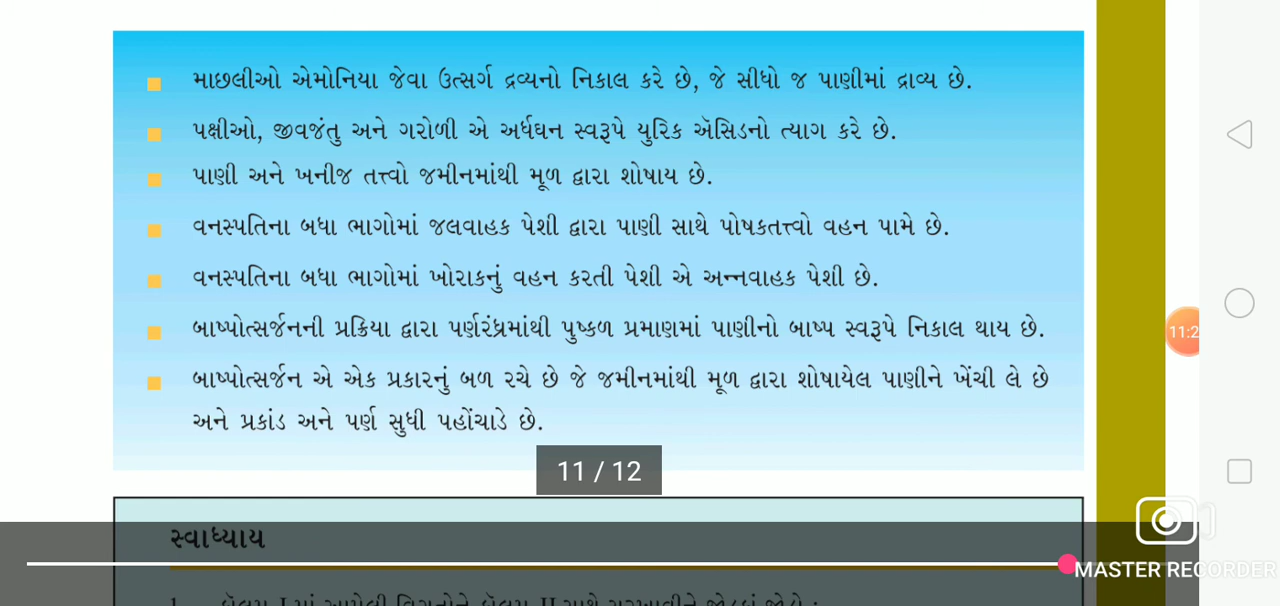 માછલીઓ એમોનિયા જેવા ઉત્સર્ગ દ્રવ્યનો નિકાલ કરે છે, જે સીધો જ પાણીમાં દ્રાવ્ય છે.
પક્ષીઓ, જીવજંતુ અને ગરોળી એ અર્ધઘન સ્વરૂપે યુરિક ઍસિડનો ત્યાગ કરે છે.
પાણી અને ખનીજ તત્ત્વો જમીનમાંથી મૂળ દ્વારા શોષાય છે.
વનસ્પતિના બધા ભાગોમાં જલવાહક પેશી દ્વારા પાણી સાથે પોષકતત્ત્વો વહન પામે છે.
વનસ્પતિના બધા ભાગોમાં ખોરાકનું વહન કરતી પેશી એ અન્નવાહક પેશી છે.
બાષ્પોત્સર્જનની પ્રક્રિયા દ્વારા પર્ણરંધ્રમાંથી પુષ્કળ પ્રમાણમાં પાણીનો બાષ્પ સ્વરૂપે નિકાલ થાય છે.
બાષ્પોત્સર્જન એ એક પ્રકારનું બળ રચે છે જે જમીનમાંથી મૂળ દ્વારા શોષાયેલ પાણીને ખેંચી લે છે
અને પ્રકાંડ અને પર્ણ સુધી પહોંચાડે છે.
11:2
11 / 12
સ્વાધ્યાય
MASTER RECORDER